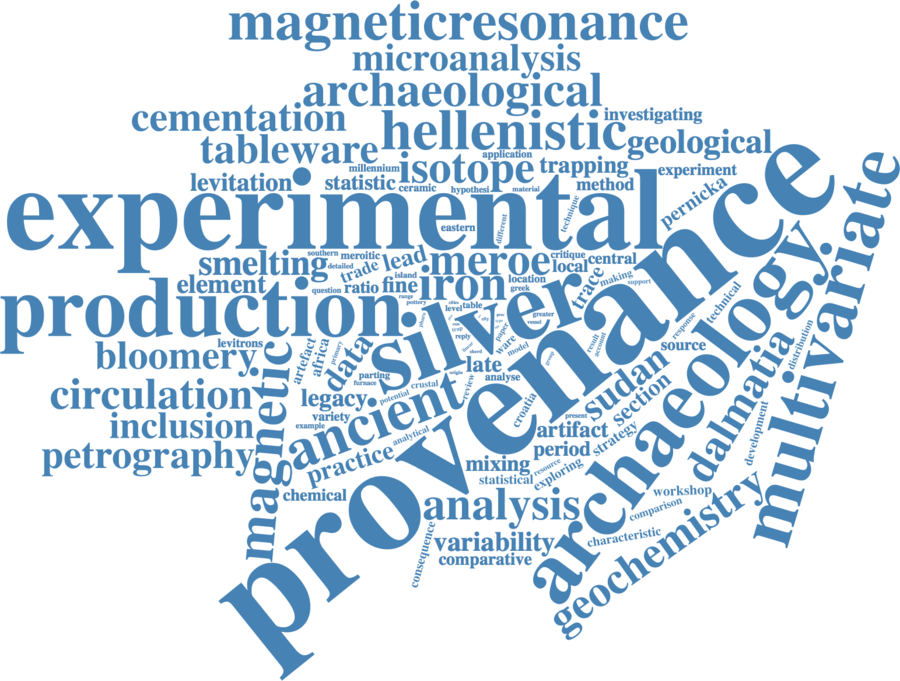 magneticresonance
microanalysis
archaeological
cementation
investigating
hellenistic
geological
tableware
application
isotope
trapping
millennium
experiment
levitation
statistic
ceramic
hypothesi
material
method
pernicka
experimental
eastern
different
technique
provenance
multivariate
southern
meroitic
smelting
detailed
trade
lead
meroe
critique
central
local
island
location
trace
making
support
element
question
ratio
fine
iron
greek
range
pottery
level
table
greater
production
silver
archaeology
technical
levitrons
bloomery
artefact
africa
primary
data
reply
paper
ware
model
vessel
group
result
account
response
source
distribution
late
analyse
parting
furnace
crustal
potential
review
circulation
legacy
magnetic
ancient
variety
example
inclusion
petrography
practice
analytical
croatia
sudan
section
dalmatia
present
artifact
strategy
period
mixing
statistical
resource
exploring
development
chemical
analysis
workshop
comparison
characteristic
geochemistry
variability
comparative
consequence